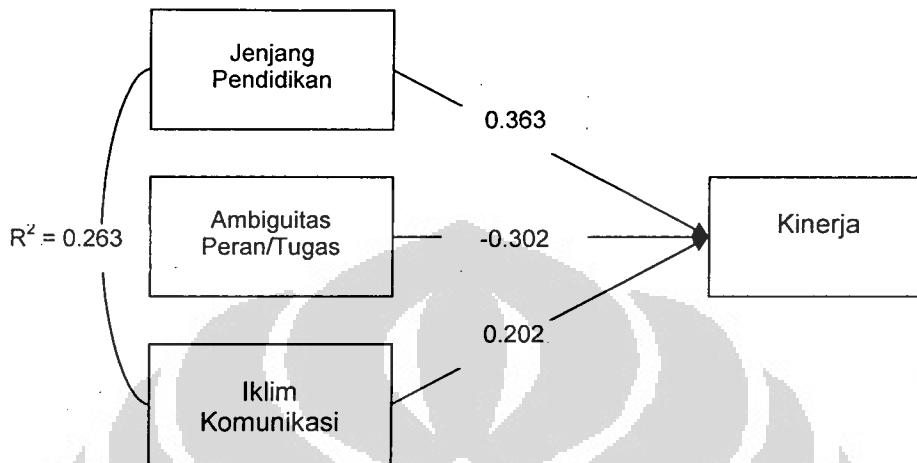 Jenjang
Pendidikan
0.363
Kinerja
R² = 0.263
Ambiguitas
Peran/Tugas
-0.302
0.202
Iklim
Komunikasi